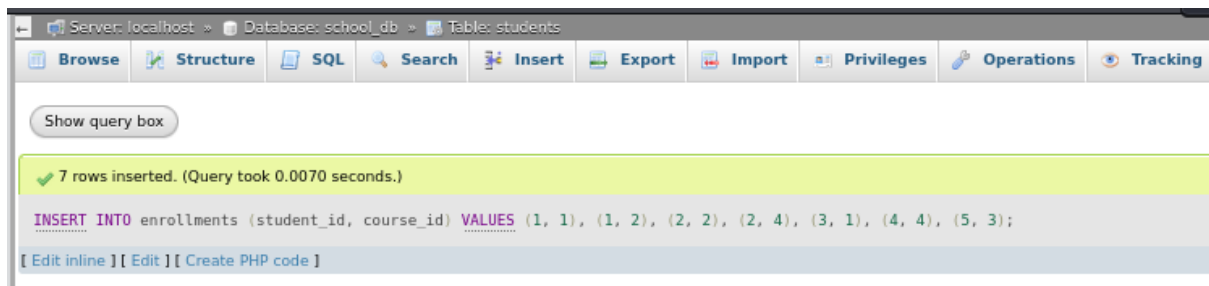 Server: localhost » Database: school_db » Table: students
Browse Structure SQL Search Insert Export Import Privileges Operations Tracking
Show query box
7 rows inserted. (Query took 0.0070 seconds.)
INSERT INTO enrollments (student_id, course_id) VALUES (1, 1), (1, 2), (2, 2), (2, 4), (3, 1), (4, 4), (5, 3);
[ Edit inline ] [ Edit ] [ Create PHP code ]